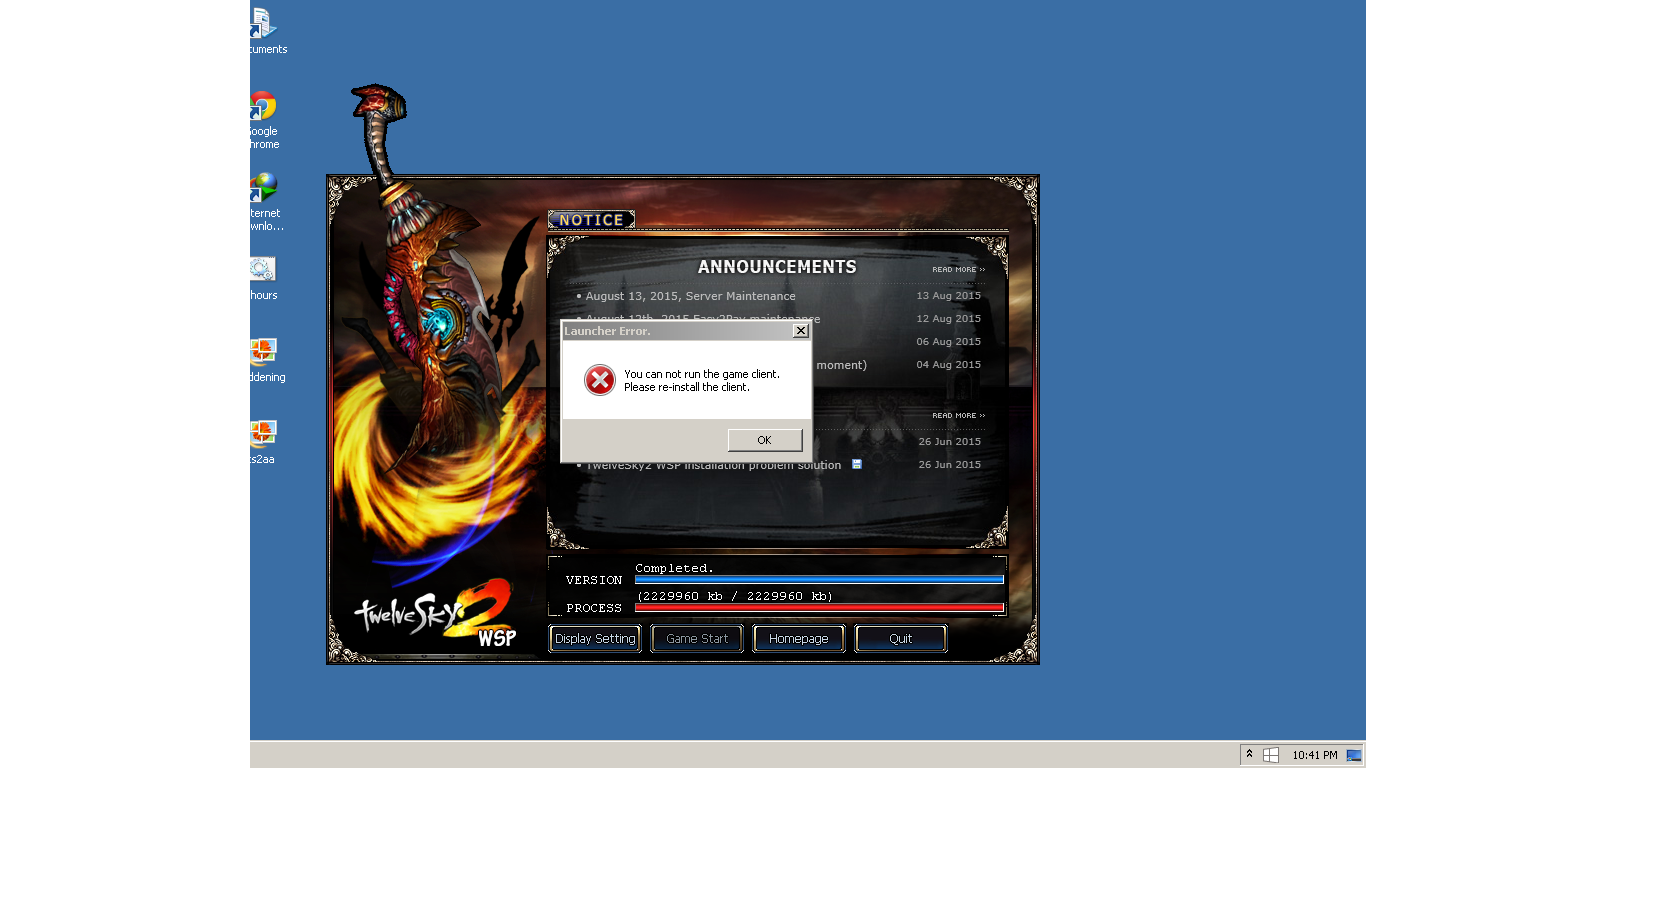 cuments
oogle
hrome
ternet
wnlo...
hours
ddening
ts2aa
NOTICE
ANNOUNCEMENTS
READ MORE >>
• August 13, 2015, Server Maintenance 13 Aug 2015
• August 12th, 2015 Easy2Pay maintenance 12 Aug 2015
06 Aug 2015
moment) 04 Aug 2015
Launcher Error.
You can not run the game client.
Please re-install the client.
OK
READ MORE >>
26 Jun 2015
• TwelveSky2 WSP installation problem solution 26 Jun 2015
Completed.
VERSION
(2229960 kb / 2229960 kb)
PROCESS
twelveSky2
WSP
Display Setting Game Start Homepage Quit
10:41 PM